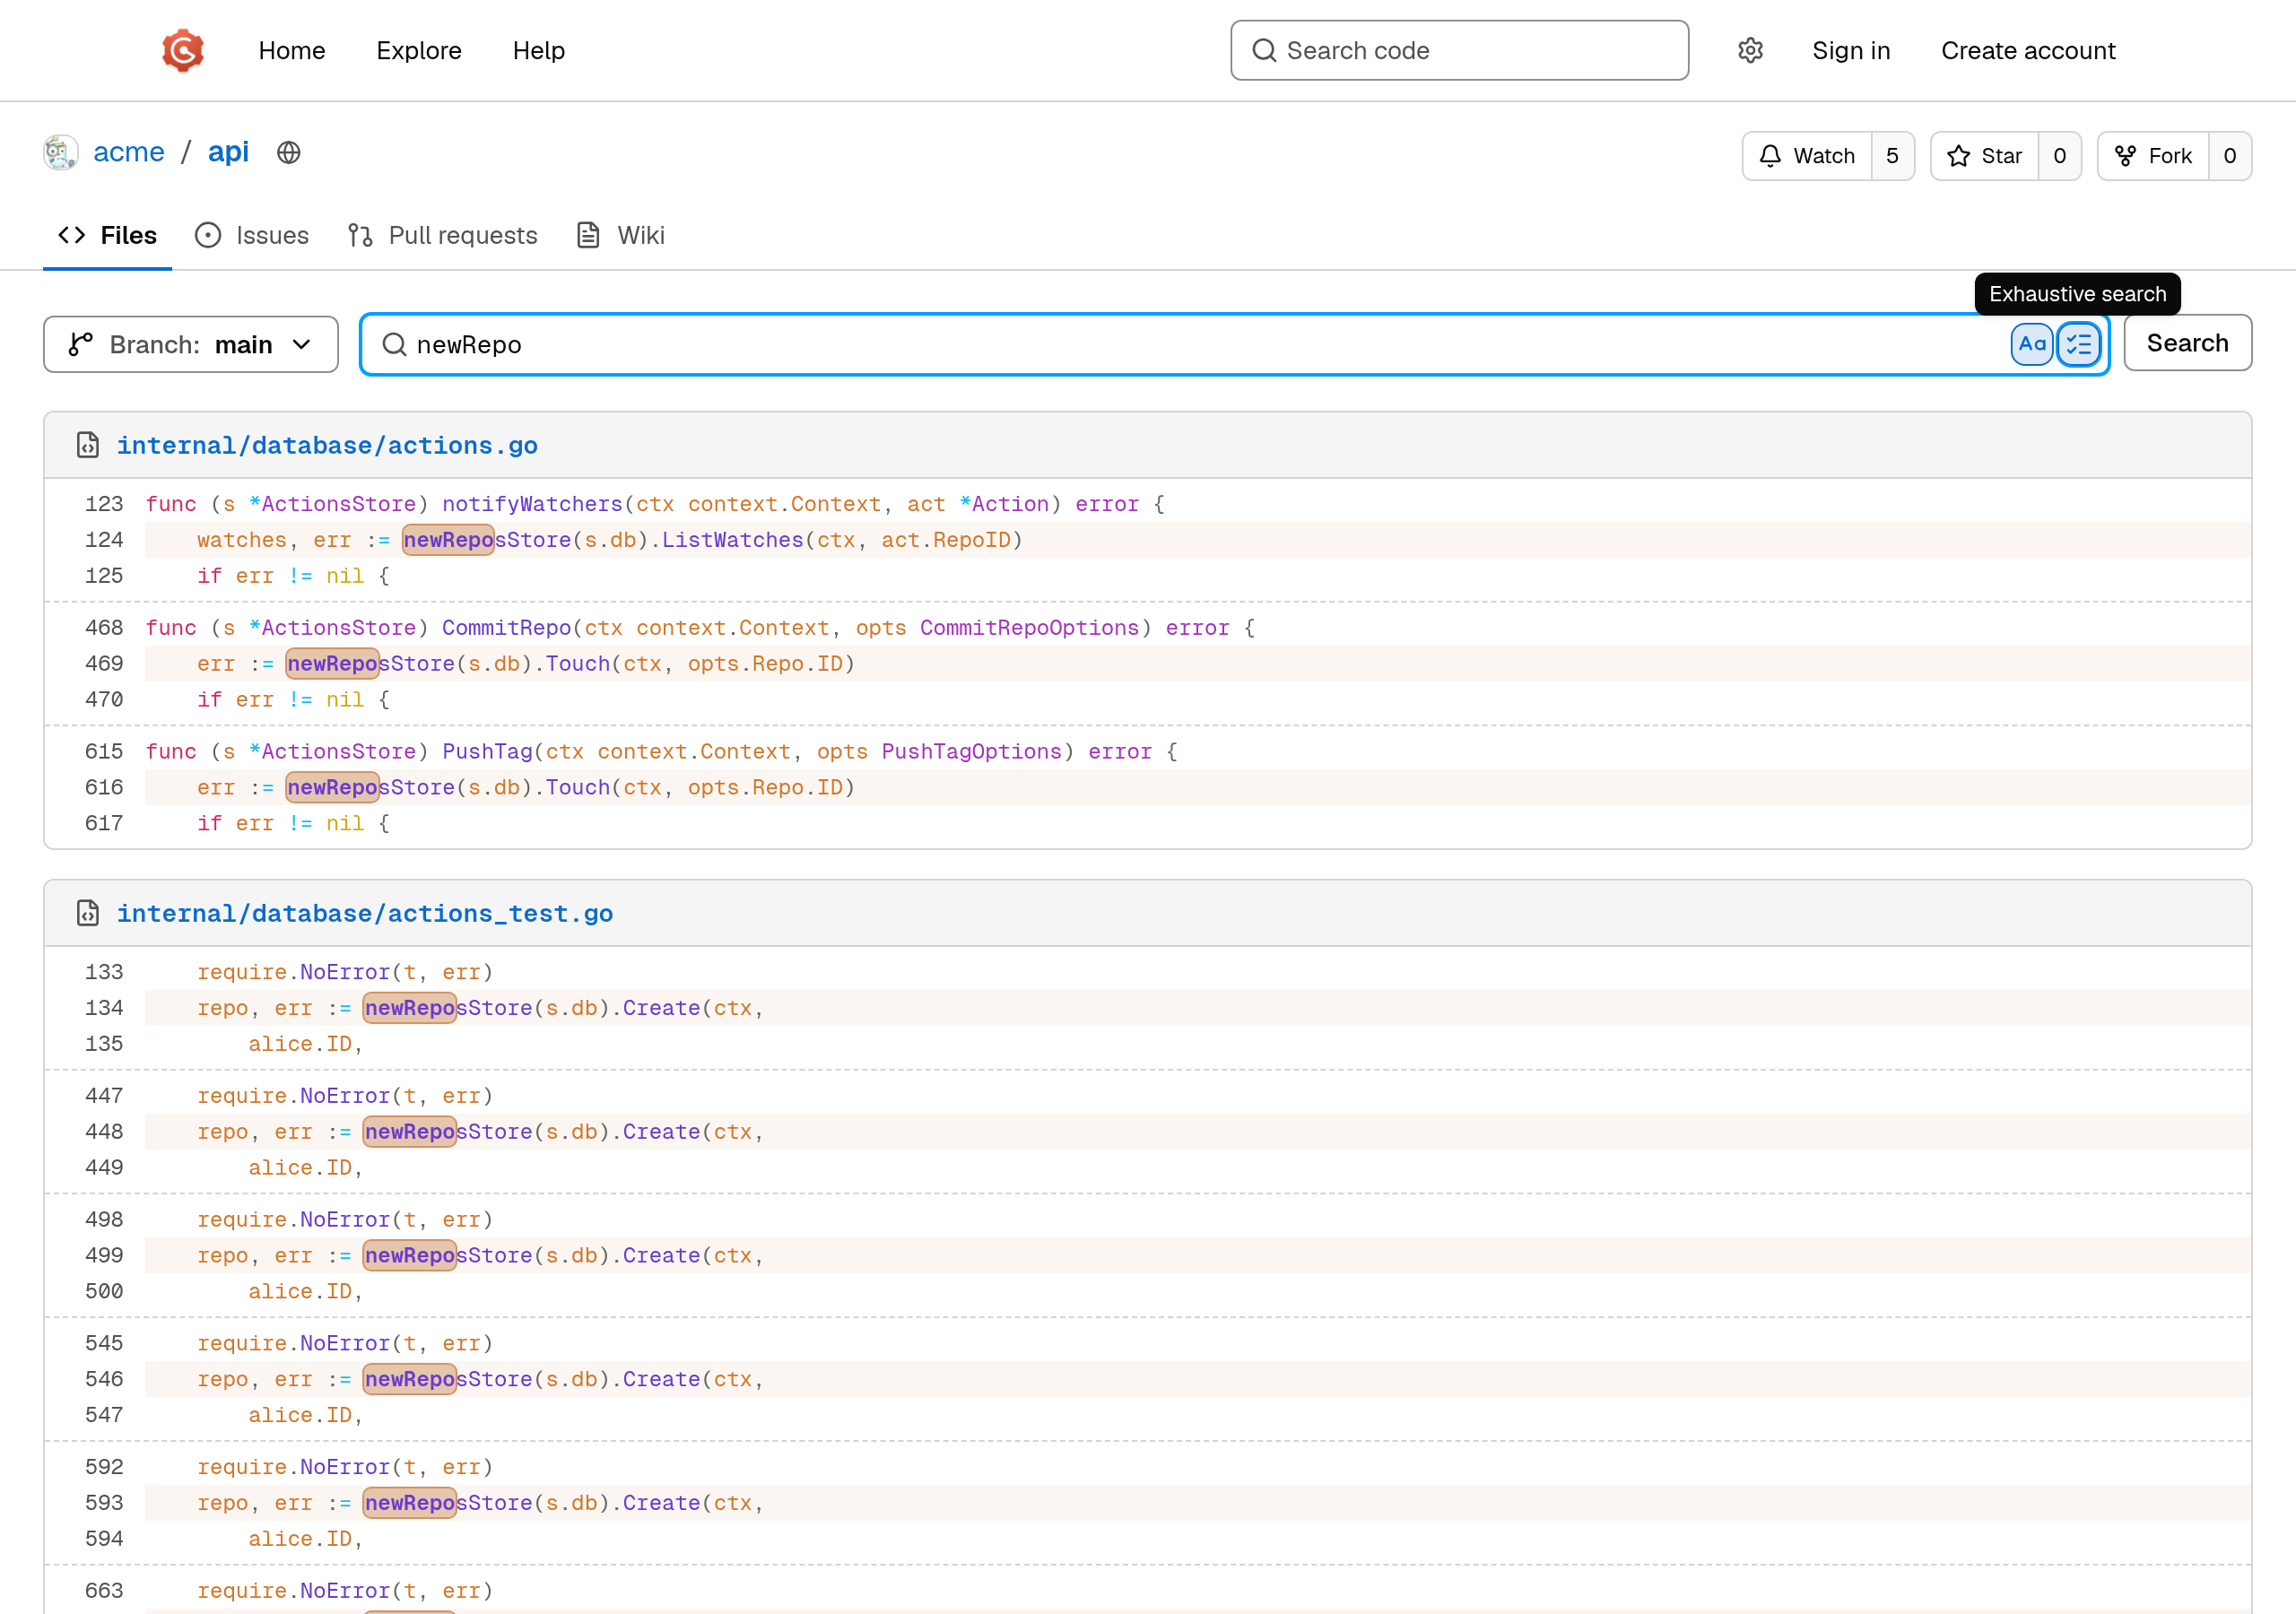 Home Explore Help Search code Sign in Create account
acme / api Watch 5 Star 0 Fork 0
Files Issues Pull requests Wiki
Exhaustive search
Branch: main newRepo Aa Search
internal/database/actions.go
123 func (s *ActionsStore) notifyWatchers(ctx context.Context, act *Action) error {
124 watches, err := newReposStore(s.db).ListWatches(ctx, act.RepoID)
125 if err != nil {
468 func (s *ActionsStore) CommitRepo(ctx context.Context, opts CommitRepoOptions) error {
469 err := newReposStore(s.db).Touch(ctx, opts.Repo.ID)
470 if err != nil {
615 func (s *ActionsStore) PushTag(ctx context.Context, opts PushTagOptions) error {
616 err := newReposStore(s.db).Touch(ctx, opts.Repo.ID)
617 if err != nil {
internal/database/actions_test.go
133 require.NoError(t, err)
134 repo, err := newReposStore(s.db).Create(ctx,
135 alice.ID,
447 require.NoError(t, err)
448 repo, err := newReposStore(s.db).Create(ctx,
449 alice.ID,
498 require.NoError(t, err)
499 repo, err := newReposStore(s.db).Create(ctx,
500 alice.ID,
545 require.NoError(t, err)
546 repo, err := newReposStore(s.db).Create(ctx,
547 alice.ID,
592 require.NoError(t, err)
593 repo, err := newReposStore(s.db).Create(ctx,
594 alice.ID,
663 require.NoError(t, err)